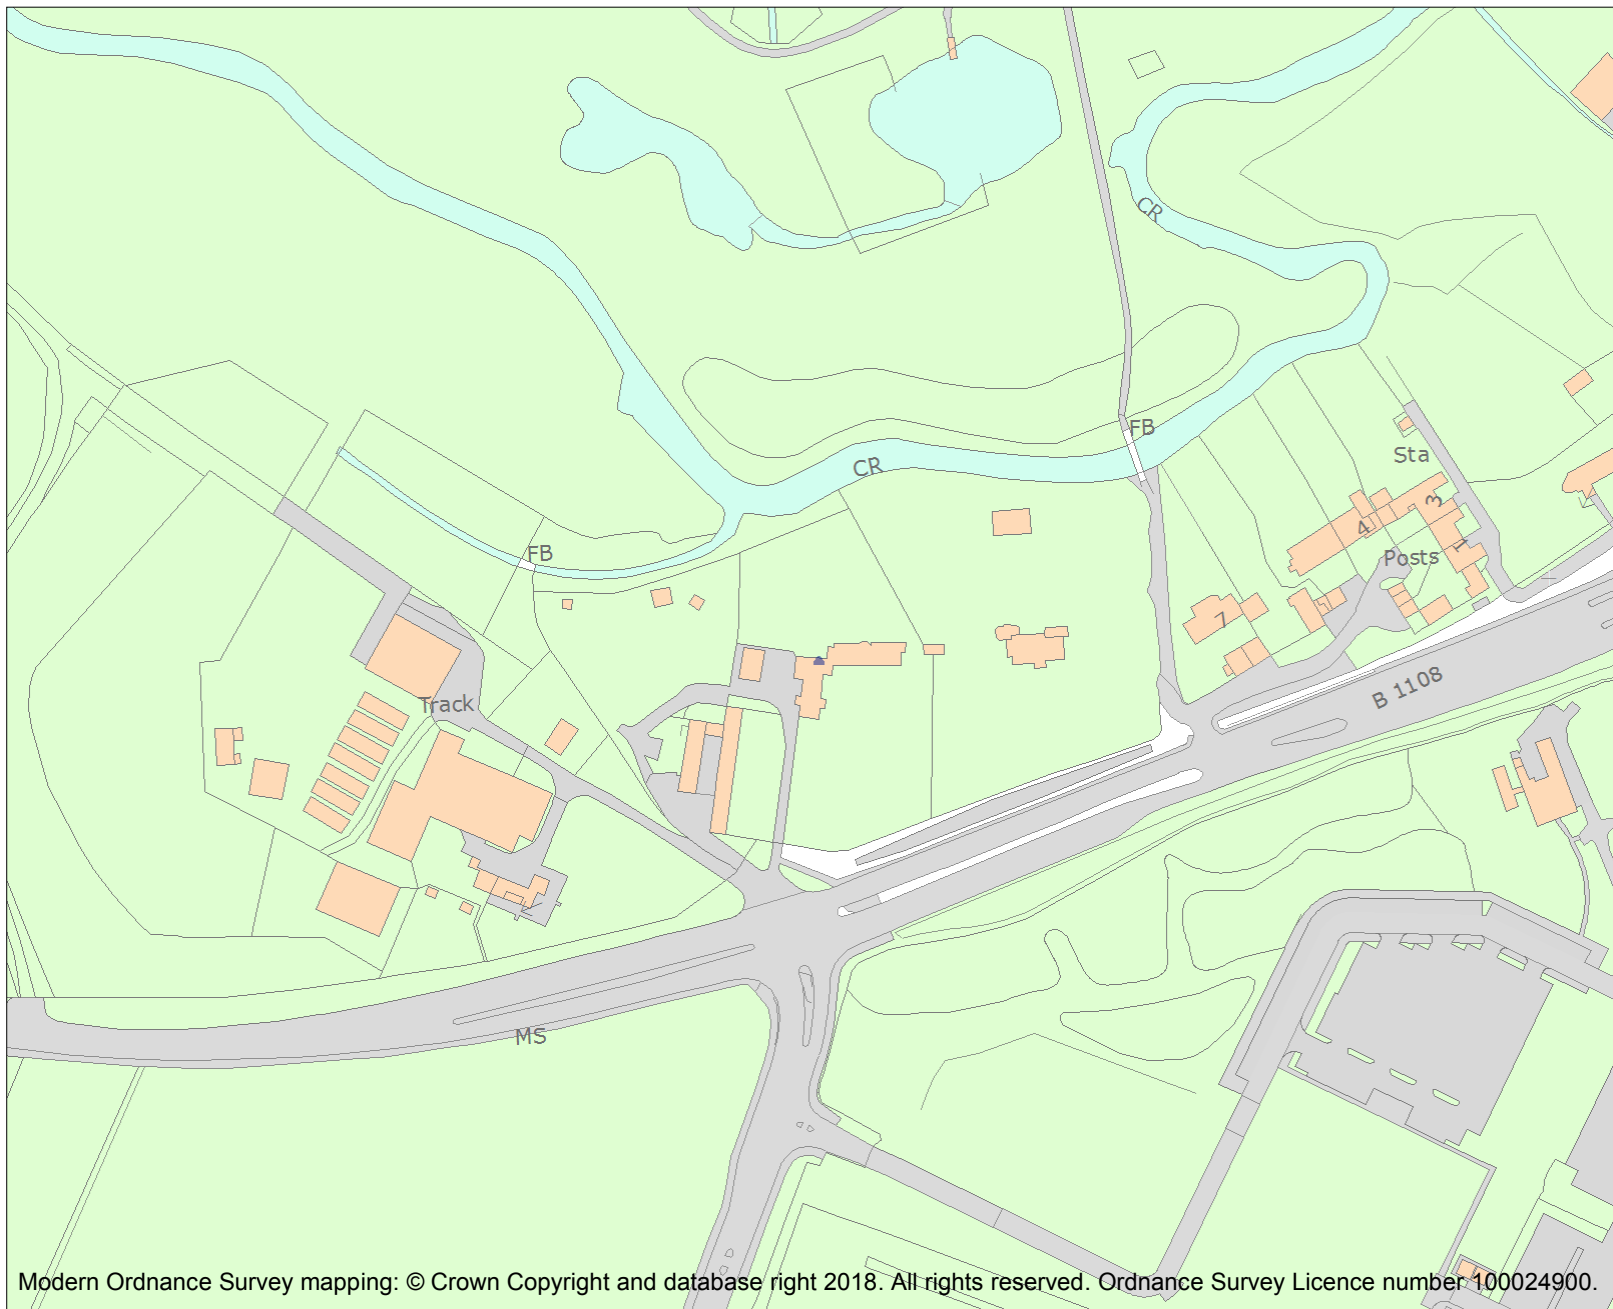 CR
FB
CR
Sta
3
4
1
Posts
FB
7
B 1108
Track
MS
Modern Ordnance Survey mapping: © Crown Copyright and database right 2018. All rights reserved. Ordnance Survey Licence number 100024900.